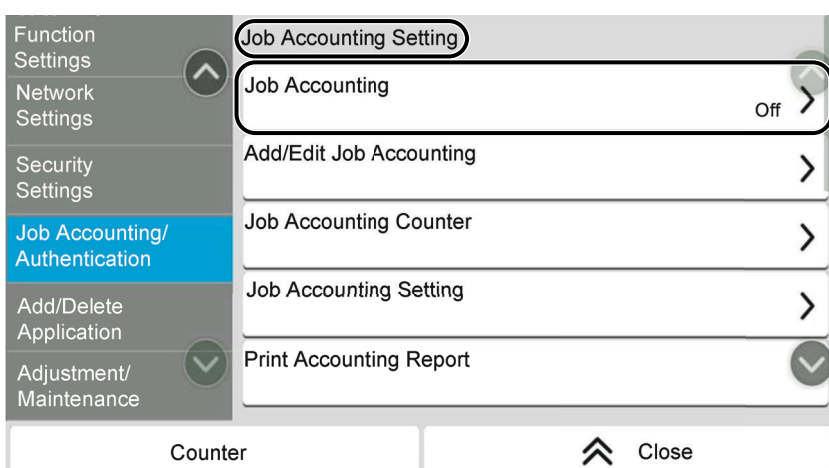 Function
Settings
Network
Settings
Security
Settings
Job Accounting/
Authentication
Add/Delete
Application
Adjustment/
Maintenance
Job Accounting Setting
Job Accounting
Off
Add/Edit Job Accounting
Job Accounting Counter
Job Accounting Setting
Print Accounting Report
Counter
Close